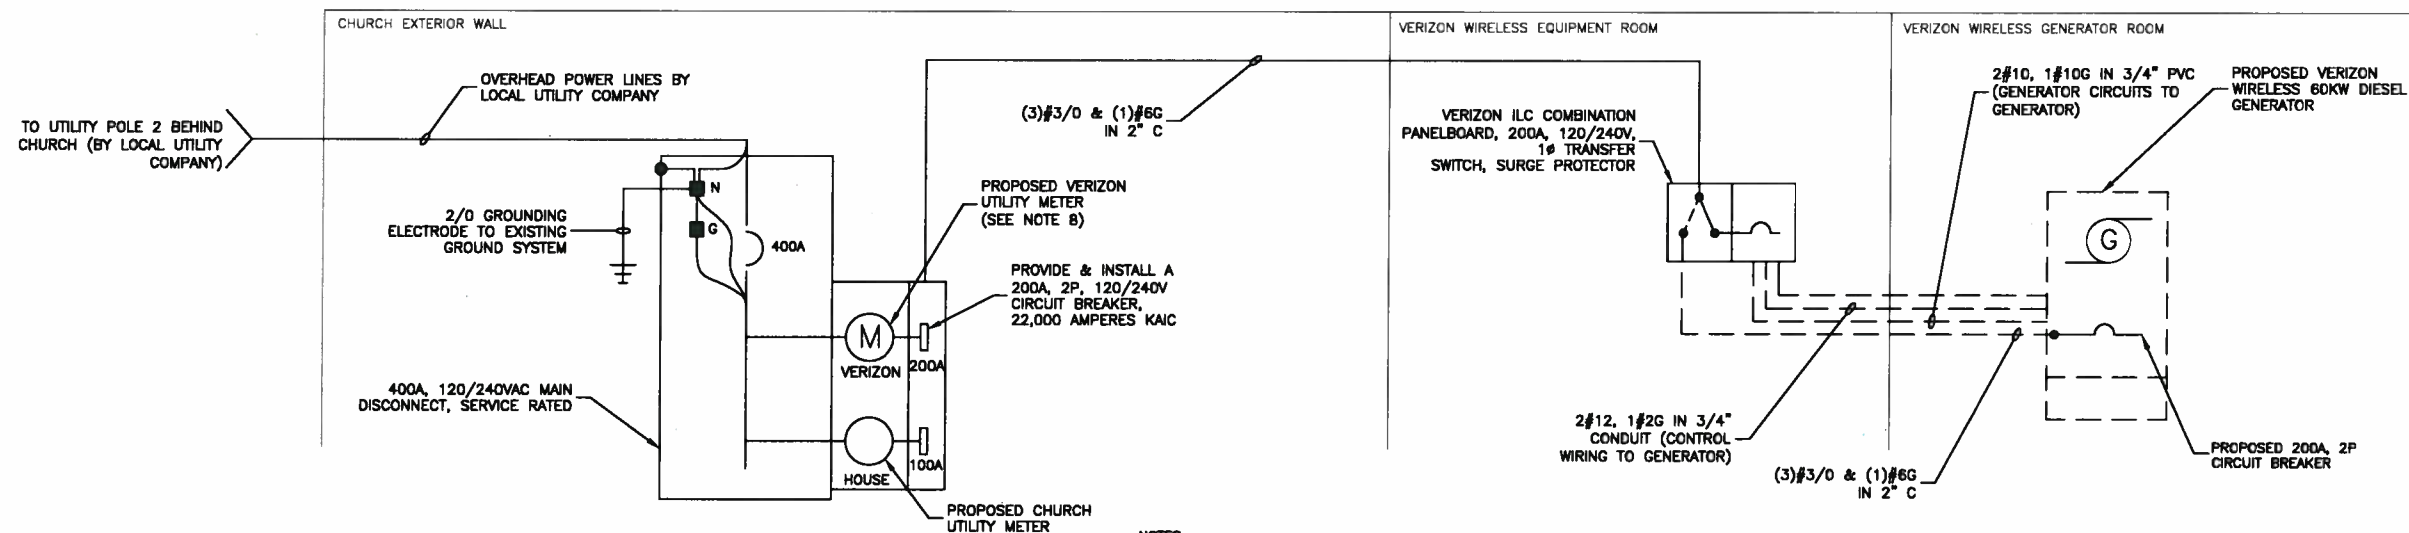 CHURCH EXTERIOR WALL
VERIZON WIRELESS EQUIPMENT ROOM
VERIZON WIRELESS GENERATOR ROOM
OVERHEAD POWER LINES BY
LOCAL UTILITY COMPANY
TO UTILITY POLE 2 BEHIND
CHURCH (BY LOCAL UTILITY
COMPANY)
N
G
2/0 GROUNDING
ELECTRODE TO EXISTING
GROUND SYSTEM
400A
400A, 120/240VAC MAIN
DISCONNECT, SERVICE RATED
M
VERIZON
200A
HOUSE
100A
(3)#3/0 & (1)#6G
IN 2" C
PROPOSED VERIZON
UTILITY METER
(SEE NOTE 8)
PROVIDE & INSTALL A
200A, 2P, 120/240V
CIRCUIT BREAKER,
22,000 AMPERES KAIC
PROPOSED CHURCH
UTILITY METER
NOTES
VERIZON ILC COMBINATION
PANELBOARD, 200A, 120/240V,
1ø TRANSFER
SWITCH, SURGE PROTECTOR
2#12, 1#2G IN 3/4"
CONDUIT (CONTROL
WIRING TO GENERATOR)
2#10, 1#10G IN 3/4" PVC
(GENERATOR CIRCUITS TO
GENERATOR)
PROPOSED VERIZON
WIRELESS 60KW DIESEL
GENERATOR
G
(3)#3/0 & (1)#6G
IN 2" C
PROPOSED 200A, 2P
CIRCUIT BREAKER